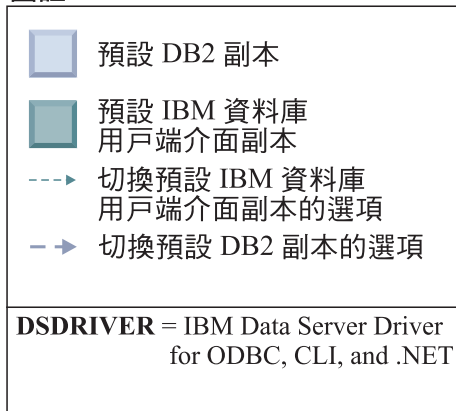 預設 DB2 副本
預設 IBM 資料庫
用戶端介面副本
切換預設 IBM 資料庫
用戶端介面副本的選項
切換預設 DB2 副本的選項
DSDRIVER = IBM Data Server Driver
for ODBC, CLI, and .NET